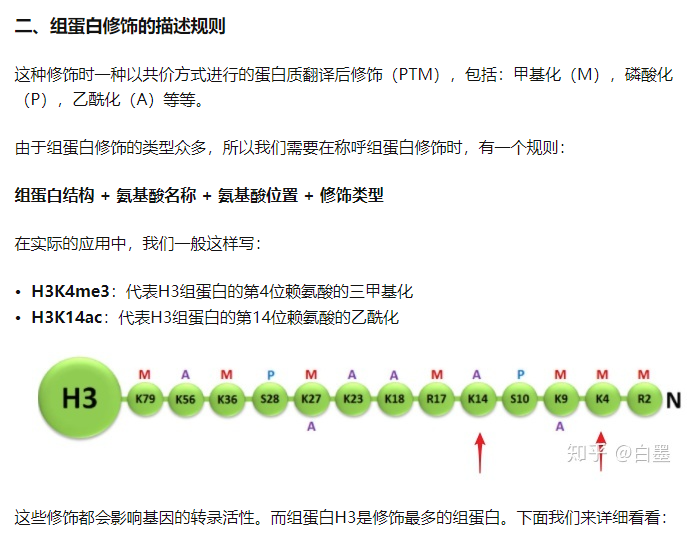 二、组蛋白修饰的描述规则
这种修饰时一种以共价方式进行的蛋白质翻译后修饰（PTM），包括：甲基化（M），磷酸化
（P），乙酰化（A）等等。
由于组蛋白修饰的类型众多，所以我们需要在称呼组蛋白修饰时，有一个规则：
组蛋白结构 + 氨基酸名称 + 氨基酸位置 + 修饰类型
在实际的应用中，我们一般这样写：
• H3K4me3：代表H3组蛋白的第4位赖氨酸的三甲基化
• H3K14ac：代表H3组蛋白的第14位赖氨酸的乙酰化
M A M P M A A M A P M M M
H3 K79 K56 K36 S28 K27 K23 K18 R17 K14 S10 K9 K4 R2 N
A A
知乎 @白墨
这些修饰都会影响基因的转录活性。而组蛋白H3是修饰最多的组蛋白。下面我们来详细看看：